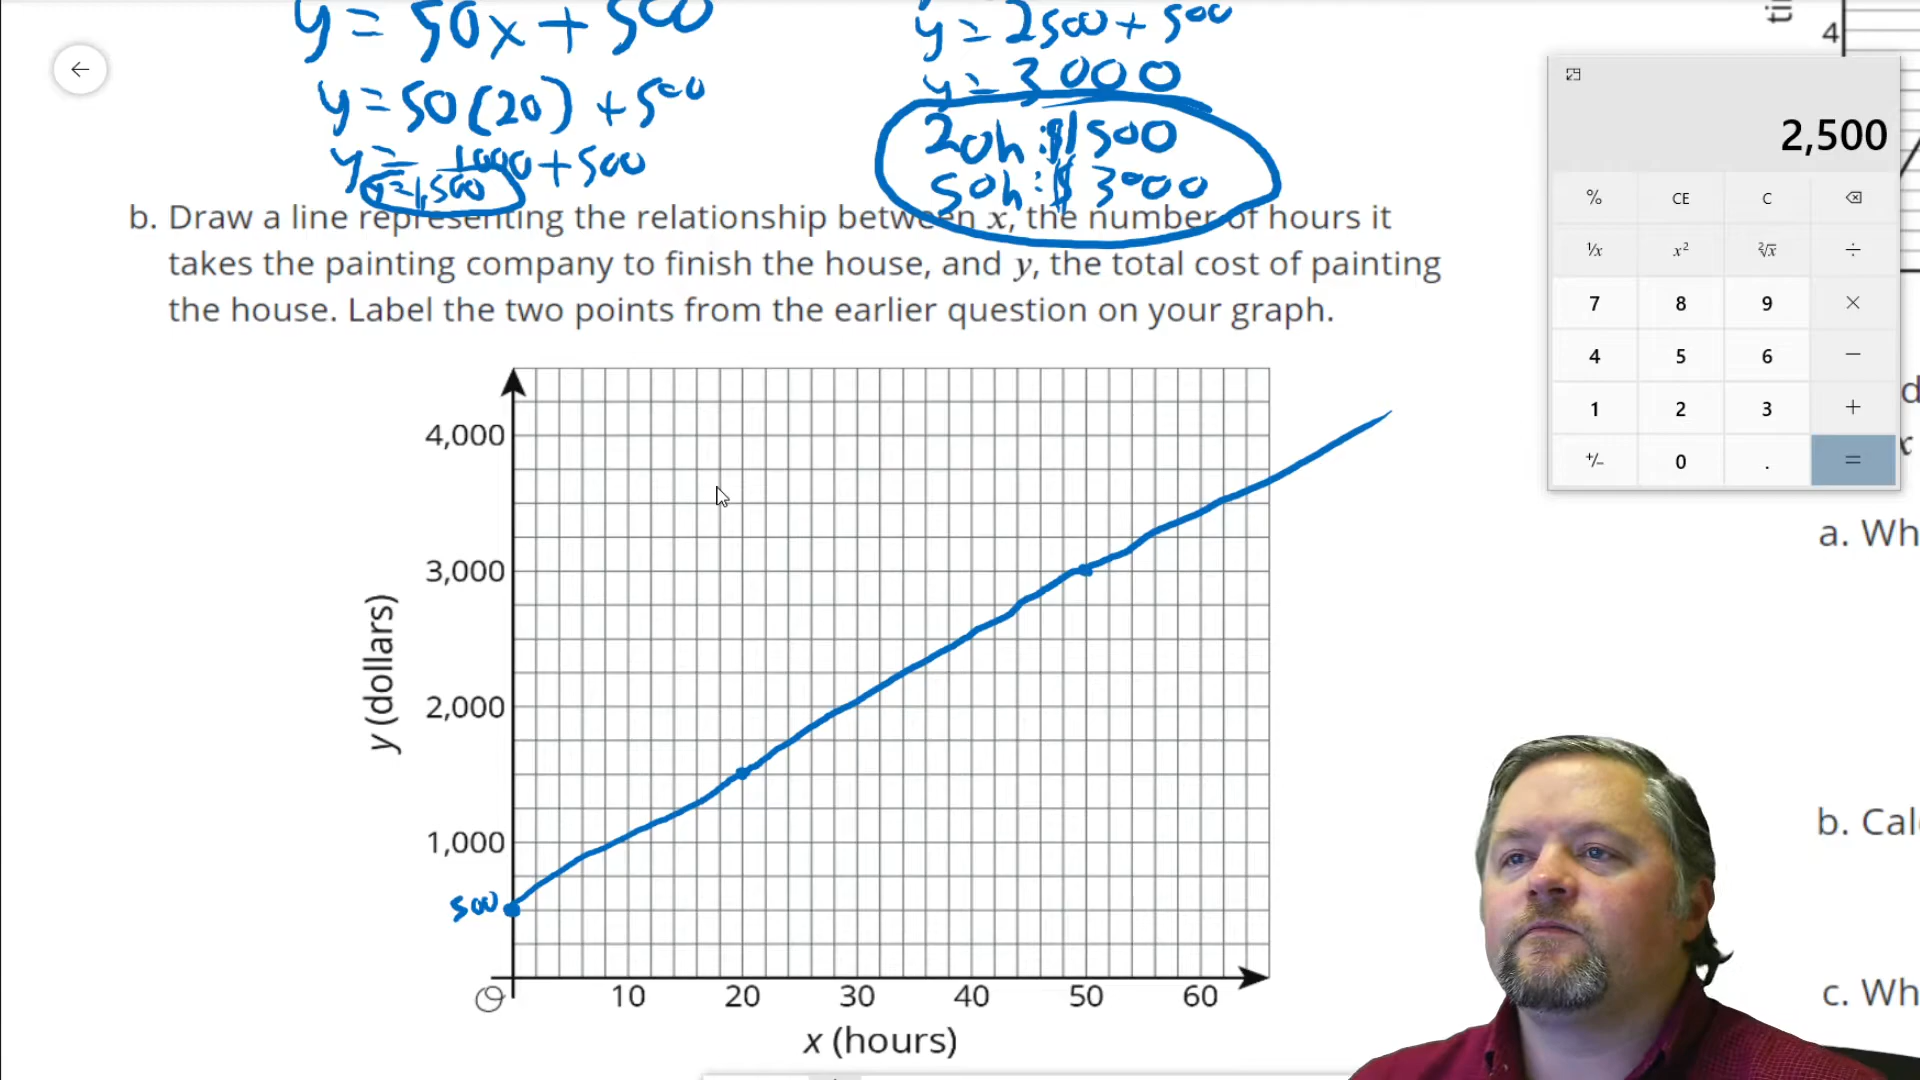 y = 50x + 500
y = 50(20) + 500
y = 1000 + 500
y=1,500
y = 2500 + 500
y = 3000
20h : $1500
50h : $3000
b. Draw a line representing the relationship between x, the number of hours it
takes the painting company to finish the house, and y, the total cost of painting
the house. Label the two points from the earlier question on your graph.
y (dollars)
4,000
3,000
2,000
1,000
500
O
10 20 30 40 50 60
x (hours)
ti
4
2,500
% CE C
¹/x x² ²√x ÷
7 8 9 ×
4 5 6 −
1 2 3 +
+/− 0 . =
d
x
a. Wh
b. Cal
c. Wh